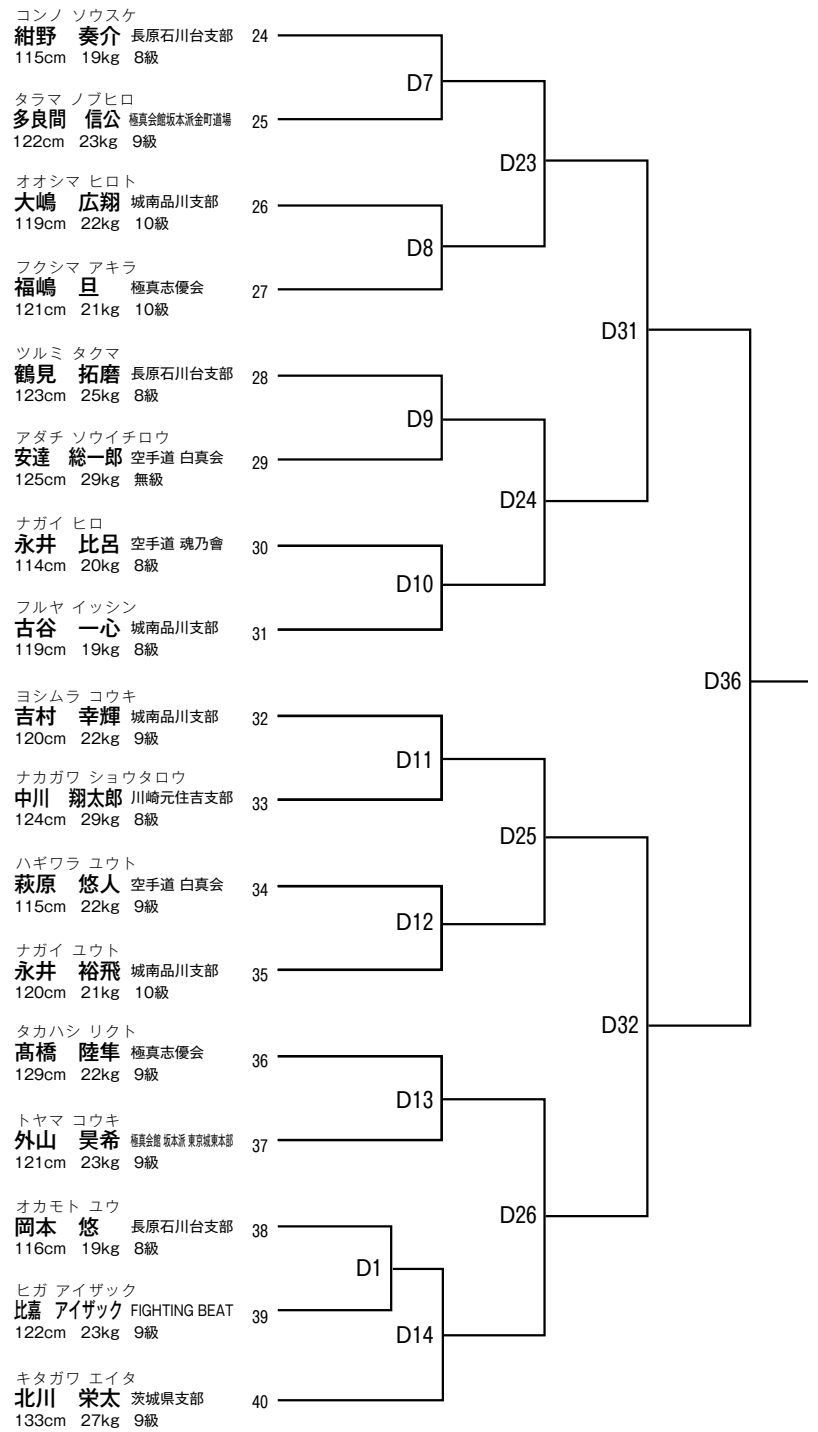 コンノ ソウスケ
紺野 奏介 長原石川台支部 24
115cm 19kg 8級
D7
タラマ ノブヒロ
多良間 信公 極真会館坂本派金町道場 25
122cm 23kg 9級
D23
オオシマ ヒロト
大嶋 広翔 城南品川支部 26
119cm 22kg 10級
D8
フクシマ アキラ
福嶋 旦 極真志優会 27
121cm 21kg 10級
D31
ツルミ タクマ
鶴見 拓磨 長原石川台支部 28
123cm 25kg 8級
D9
アダチ ソウイチロウ
安達 総一郎 空手道 白真会 29
125cm 29kg 無級
D24
ナガイ ヒロ
永井 比呂 空手道 魂乃會 30
114cm 20kg 8級
D10
フルヤ イッシン
古谷 一心 城南品川支部 31
119cm 19kg 8級
D36
ヨシムラ コウキ
吉村 幸輝 城南品川支部 32
120cm 22kg 9級
D11
ナカガワ ショウタロウ
中川 翔太郎 川崎元住吉支部 33
124cm 29kg 8級
D25
ハギワラ ユウト
萩原 悠人 空手道 白真会 34
115cm 22kg 9級
D12
ナガイ ユウト
永井 裕飛 城南品川支部 35
120cm 21kg 10級
D32
タカハシ リクト
髙橋 陸隼 極真志優会 36
129cm 22kg 9級
D13
トヤマ コウキ
外山 昊希 極真会館 坂本派 東京城東本部 37
121cm 23kg 9級
D26
オカモト ユウ
岡本 悠 長原石川台支部 38
116cm 19kg 8級
D1
ヒガ アイザック
比嘉 アイザック FIGHTING BEAT 39
122cm 23kg 9級
D14
キタガワ エイタ
北川 栄太 茨城県支部 40
133cm 27kg 9級